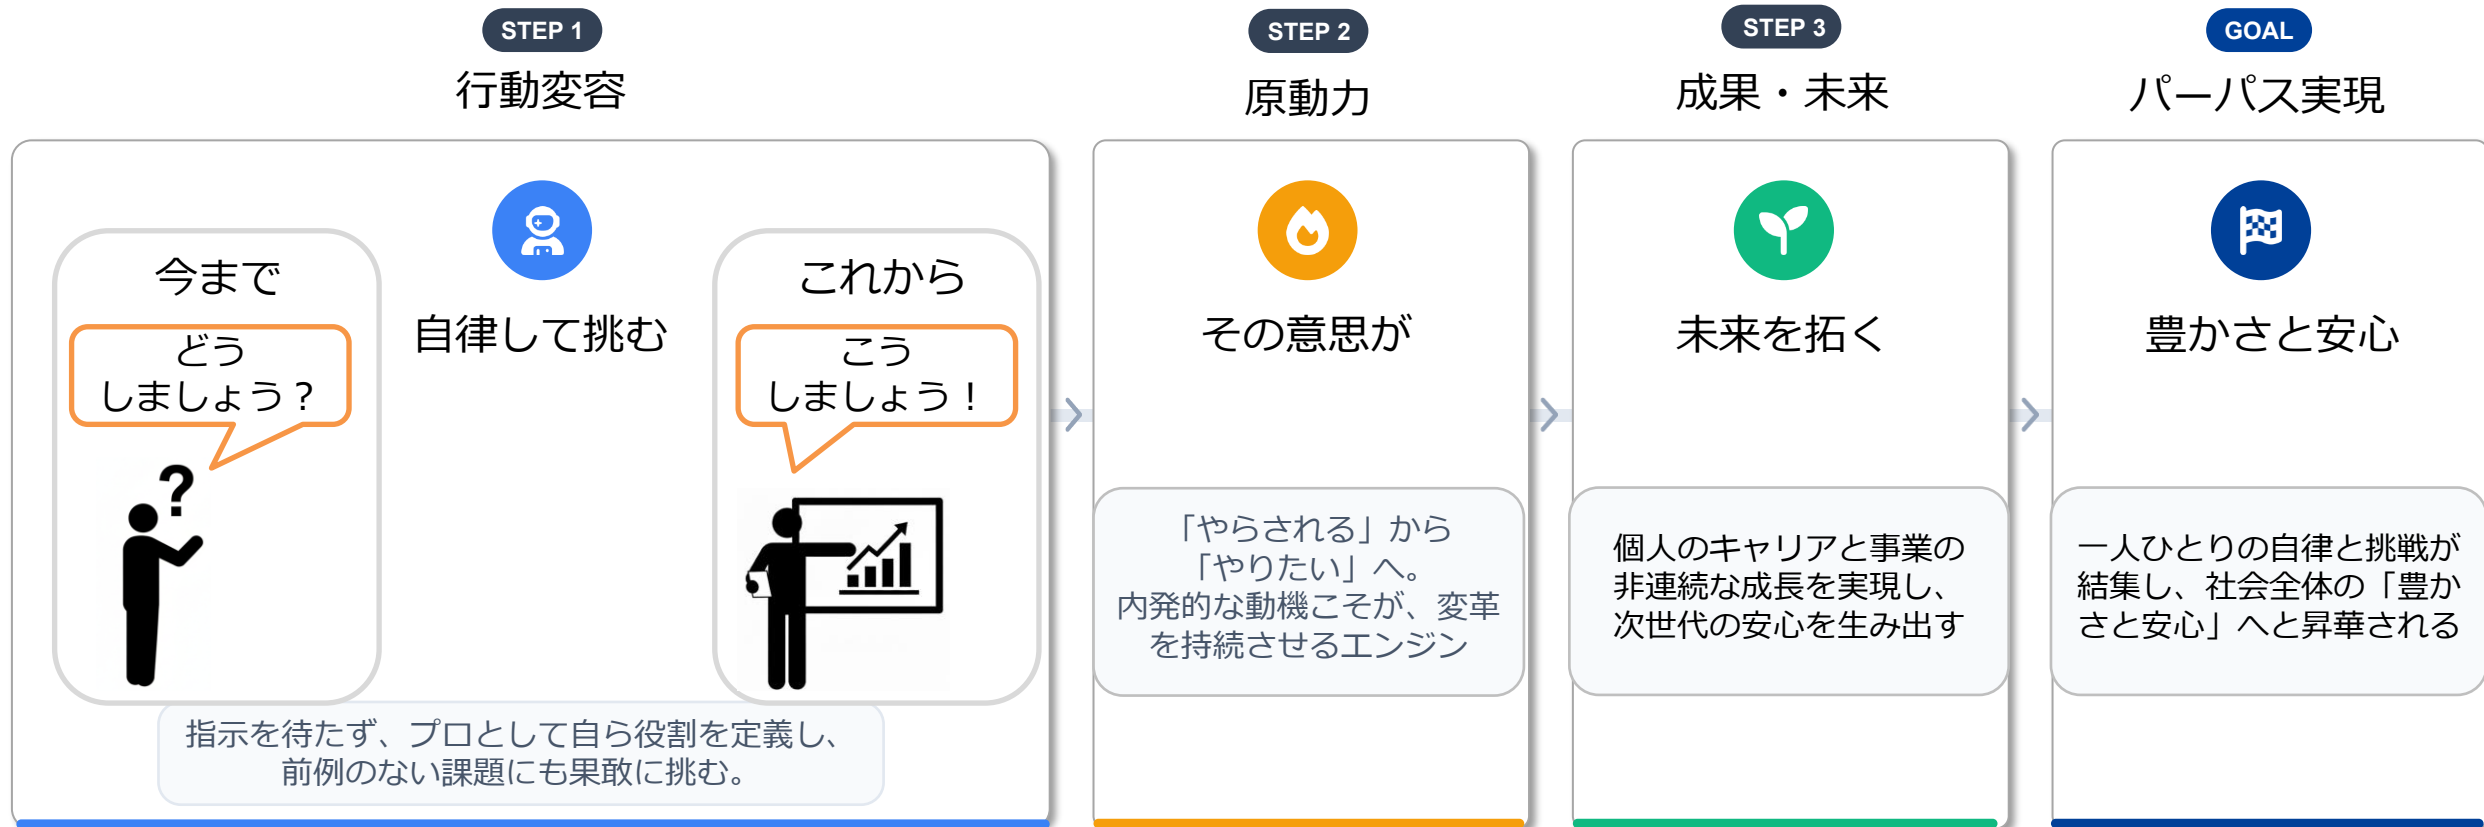 STEP 1
行動変容
今まで
どう
しましょう？
?
自律して挑む
これから
こう
しましょう！
指示を待たず、プロとして自ら役割を定義し、
前例のない課題にも果敢に挑む。
STEP 2
原動力
その意思が
「やらされる」から
「やりたい」へ。
内発的な動機こそが、変革
を持続させるエンジン
STEP 3
成果・未来
未来を拓く
個人のキャリアと事業の
非連続な成長を実現し、
次世代の安心を生み出す
GOAL
パーパス実現
豊かさと安心
一人ひとりの自律と挑戦が
結集し、社会全体の「豊か
さと安心」へと昇華される